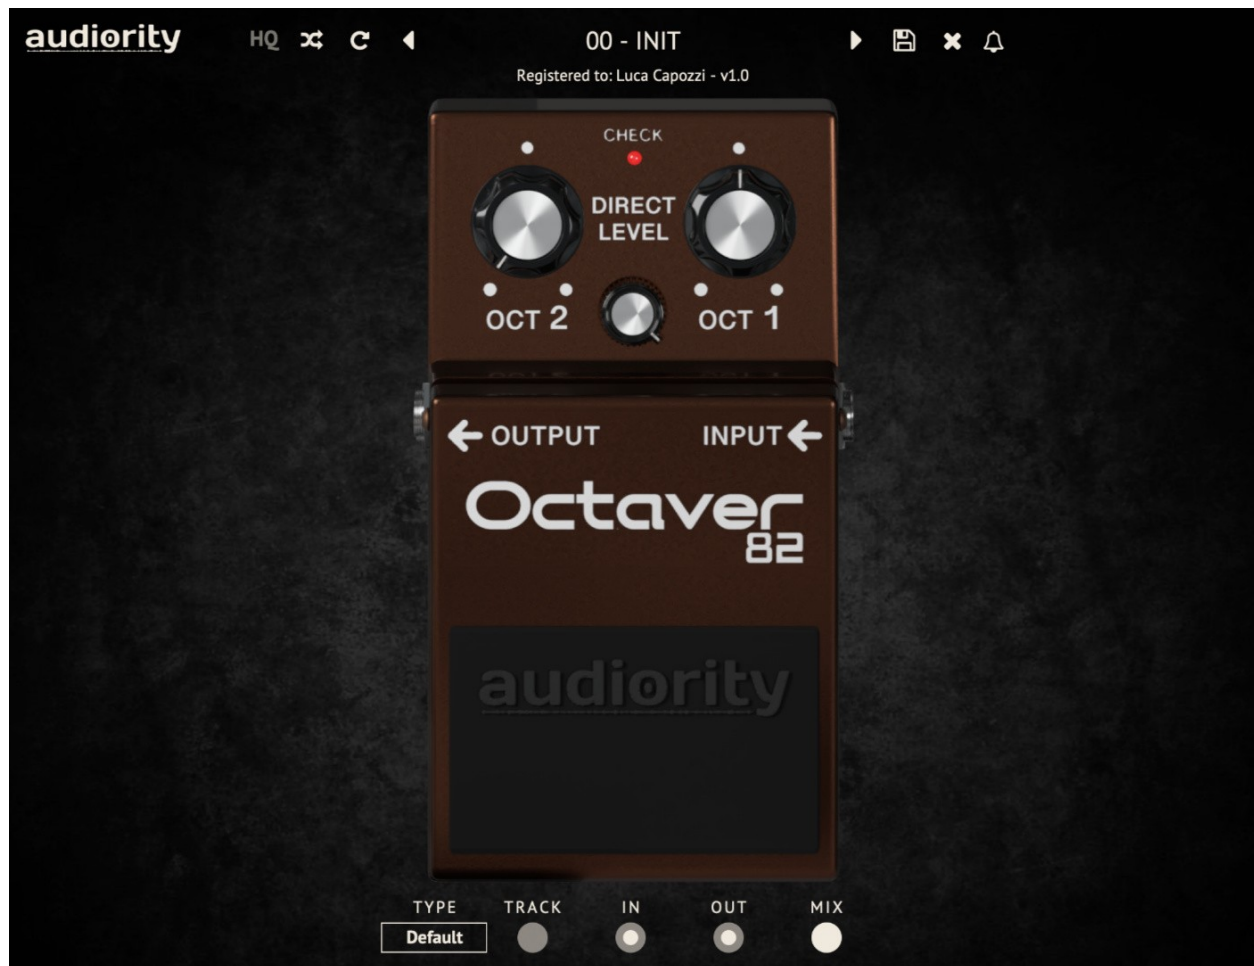 audiority HQ 00 - INIT
Registered to: Luca Capozzi - v1.0
CHECK
DIRECT
LEVEL
OCT 2 OCT 1
OUTPUT INPUT
Octaver
82
audiority
TYPE TRACK IN OUT MIX
Default